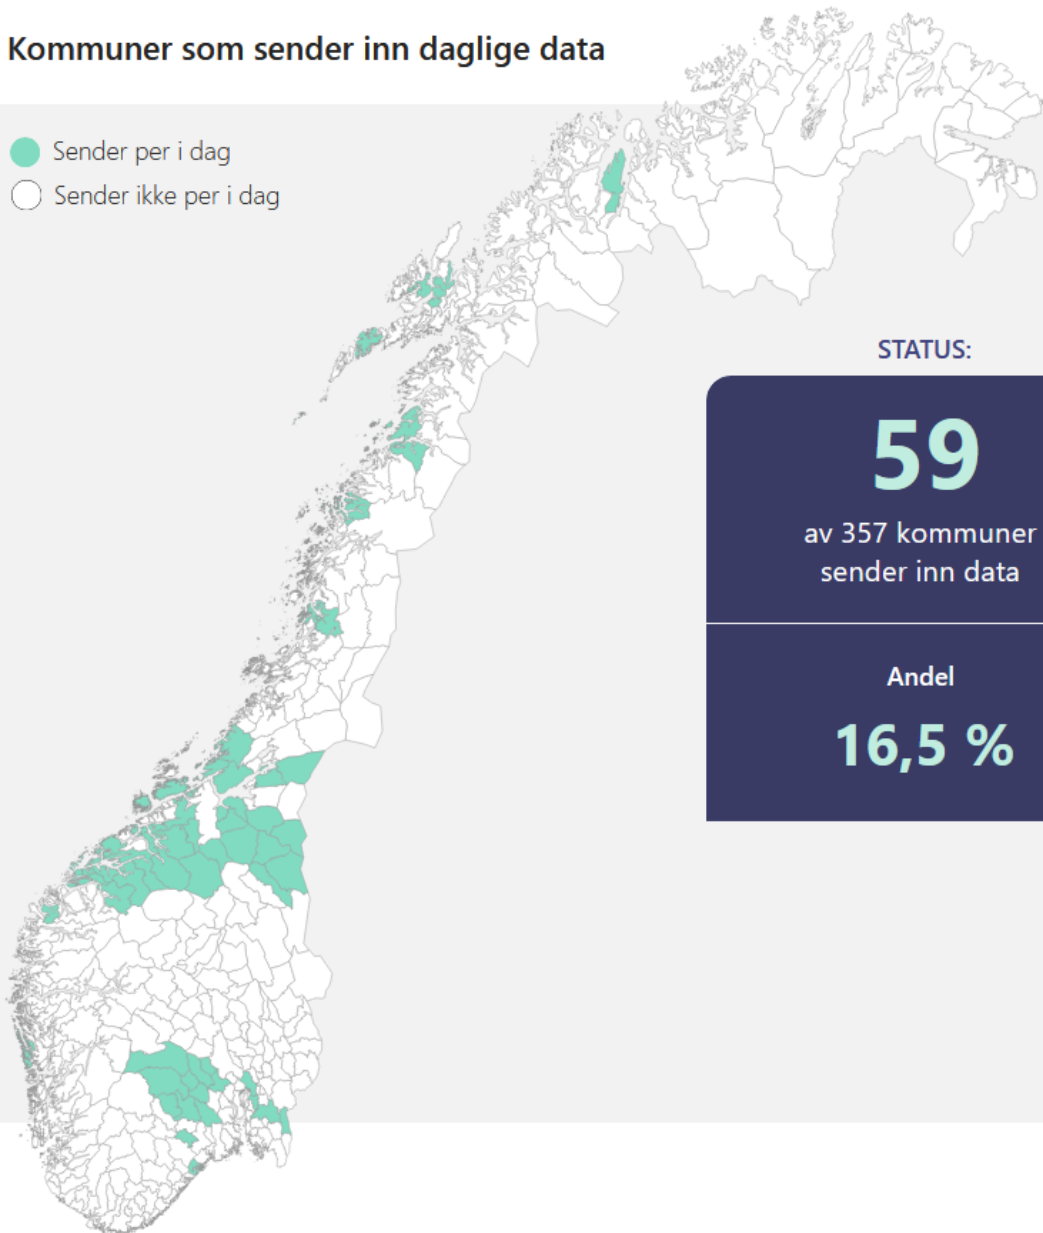 Kommuner som sender inn daglige data
Sender per i dag
Sender ikke per i dag
STATUS:
59
av 357 kommuner
sender inn data
Andel
16,5 %